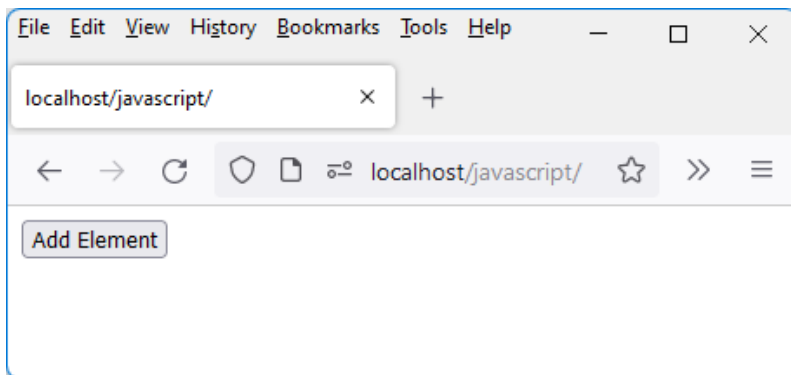 File Edit View History Bookmarks Tools Help
localhost/javascript/
localhost/javascript/
Add Element